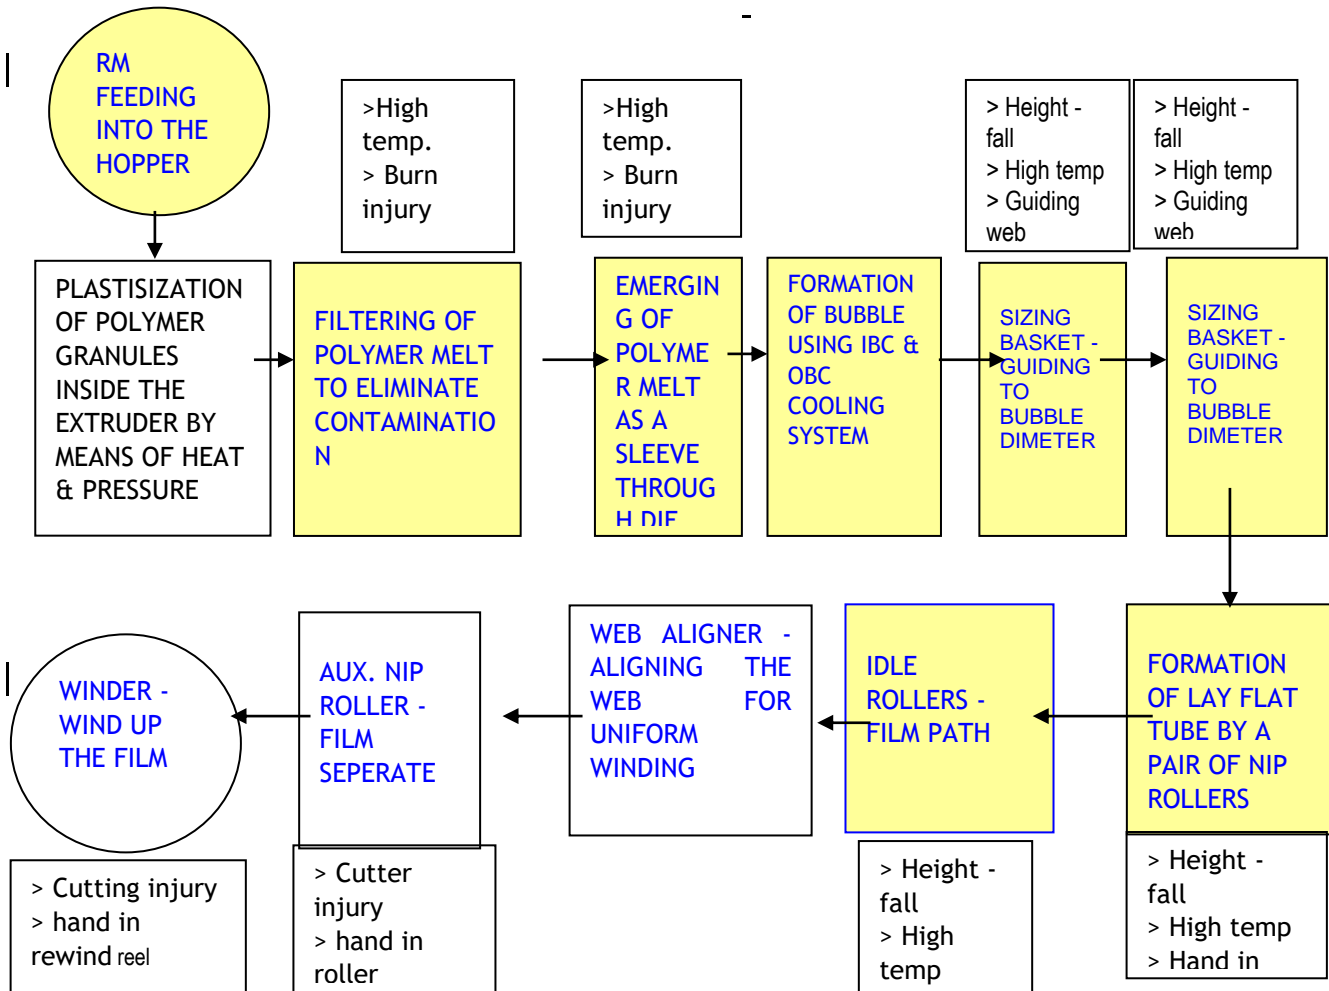 RM
FEEDING
INTO THE
HOPPER
>High
temp.
> Burn
injury
>High
temp.
> Burn
injury
> Height -
fall
> High temp
> Guiding
web
> Height -
fall
> High temp
> Guiding
web
PLASTISIZATION
OF POLYMER
GRANULES
INSIDE THE
EXTRUDER BY
MEANS OF HEAT
& PRESSURE
FILTERING OF
POLYMER MELT
TO ELIMINATE
CONTAMINATIO
N
EMERGIN
G OF
POLYME
R MELT
AS A
SLEEVE
THROUG
H DIE
FORMATION
OF BUBBLE
USING IBC &
OBC
COOLING
SYSTEM
SIZING
BASKET -
GUIDING
TO
BUBBLE
DIMETER
SIZING
BASKET -
GUIDING
TO
BUBBLE
DIMETER
WINDER -
WIND UP
THE FILM
AUX. NIP
ROLLER -
FILM
SEPERATE
WEB ALIGNER -
ALIGNING THE
WEB FOR
UNIFORM
WINDING
IDLE
ROLLERS -
FILM PATH
FORMATION
OF LAY FLAT
TUBE BY A
PAIR OF NIP
ROLLERS
> Cutting injury
> hand in
rewind reel
> Cutter
injury
> hand in
roller
> Height -
fall
> High
temp
> Height -
fall
> High temp
> Hand in